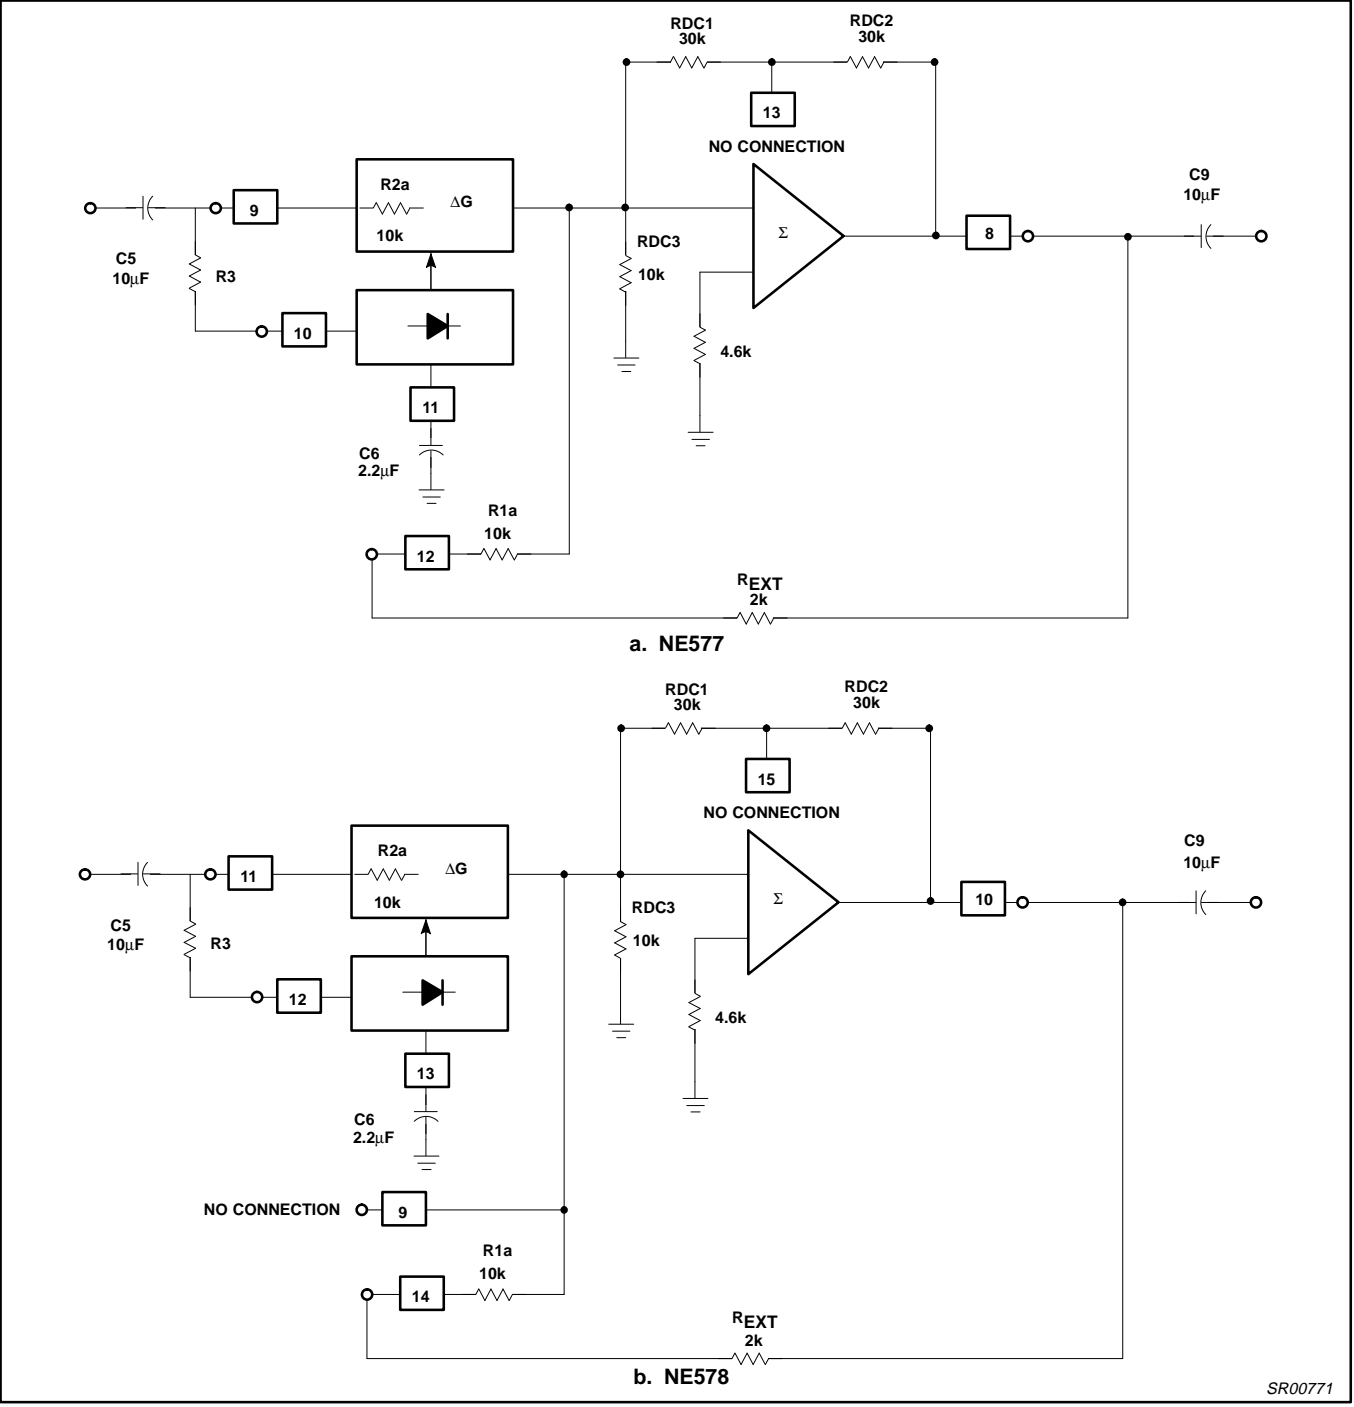 RDC1
30k
RDC2
30k
13
NO CONNECTION
C9
10μF
R2a
ΔG
10k
9
Σ
8
C5
10μF
R3
RDC3
10k
10
4.6k
11
C6
2.2μF
R1a
10k
12
REXT
2k
a. NE577
RDC1
30k
RDC2
30k
15
NO CONNECTION
C9
10μF
R2a
ΔG
10k
11
Σ
10
C5
10μF
R3
RDC3
10k
12
4.6k
13
C6
2.2μF
NO CONNECTION
9
R1a
10k
14
REXT
2k
b. NE578
SR00771